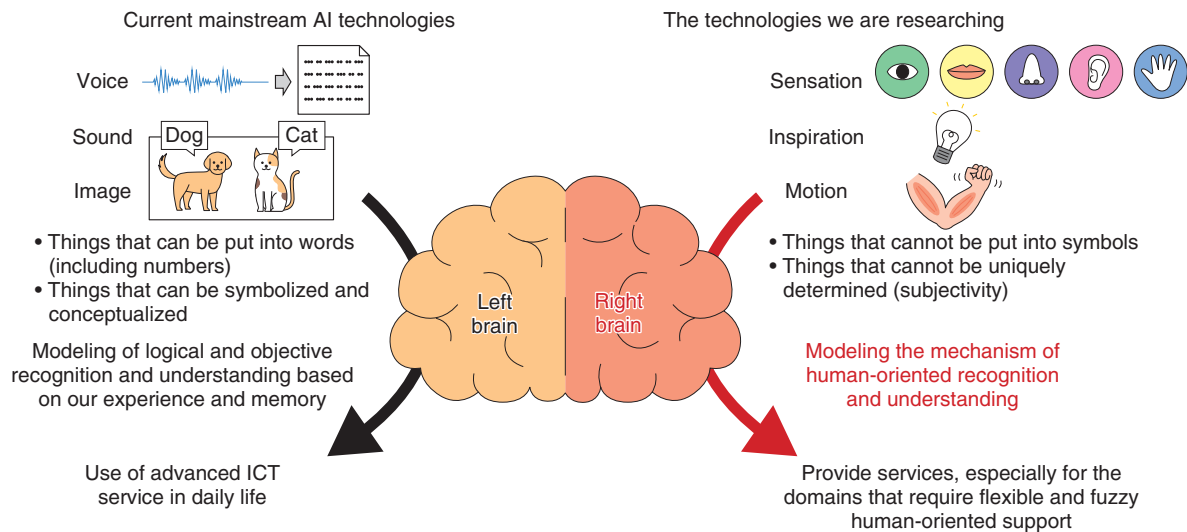 Current mainstream AI technologies
Voice
Sound
Dog
Cat
Image
• Things that can be put into words
(including numbers)
• Things that can be symbolized and
conceptualized
Modeling of logical and objective
recognition and understanding based
on our experience and memory
Use of advanced ICT
service in daily life
Left
brain
Right
brain
The technologies we are researching
Sensation
Inspiration
Motion
• Things that cannot be put into symbols
• Things that cannot be uniquely
determined (subjectivity)
Modeling the mechanism of
human-oriented recognition
and understanding
Provide services, especially for the
domains that require flexible and fuzzy
human-oriented support